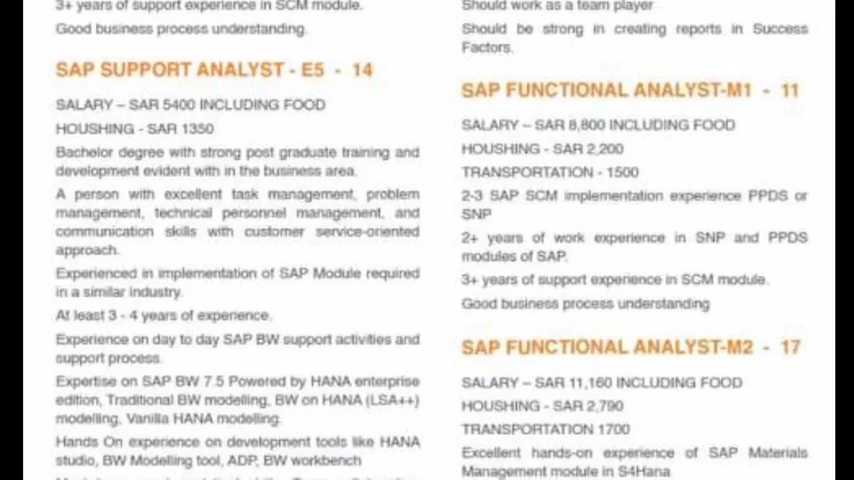 3+ years of support experience in SCM module.
Good business process understanding.
SAP SUPPORT ANALYST - E5 - 14
SALARY – SAR 5400 INCLUDING FOOD
HOUSHING - SAR 1350
Bachelor degree with strong post graduate training and
development evident with in the business area.
A person with excellent task management, problem
management, technical personnel management, and
communication skills with customer service-oriented
approach.
Experienced in implementation of SAP Module required
in a similar industry.
At least 3 - 4 years of experience.
Experience on day to day SAP BW support activities and
support process.
Expertise on SAP BW 7.5 Powered by HANA enterprise
edition, Traditional BW modelling, BW on HANA (LSA++)
modelling, Vanilla HANA modelling.
Hands On experience on development tools like HANA
studio, BW Modelling tool, ADP, BW workbench
Should work as a team player
Should be strong in creating reports in Success
Factors.
SAP FUNCTIONAL ANALYST-M1 - 11
SALARY – SAR 8,800 INCLUDING FOOD
HOUSHING - SAR 2,200
TRANSPORTATION - 1500
2-3 SAP SCM implementation experience PPDS or
SNP
2+ years of work experience in SNP and PPDS
modules of SAP.
3+ years of support experience in SCM module.
Good business process understanding
SAP FUNCTIONAL ANALYST-M2 - 17
SALARY – SAR 11,160 INCLUDING FOOD
HOUSHING - SAR 2,790
TRANSPORTATION 1700
Excellent hands-on experience of SAP Materials
Management module in S4Hana